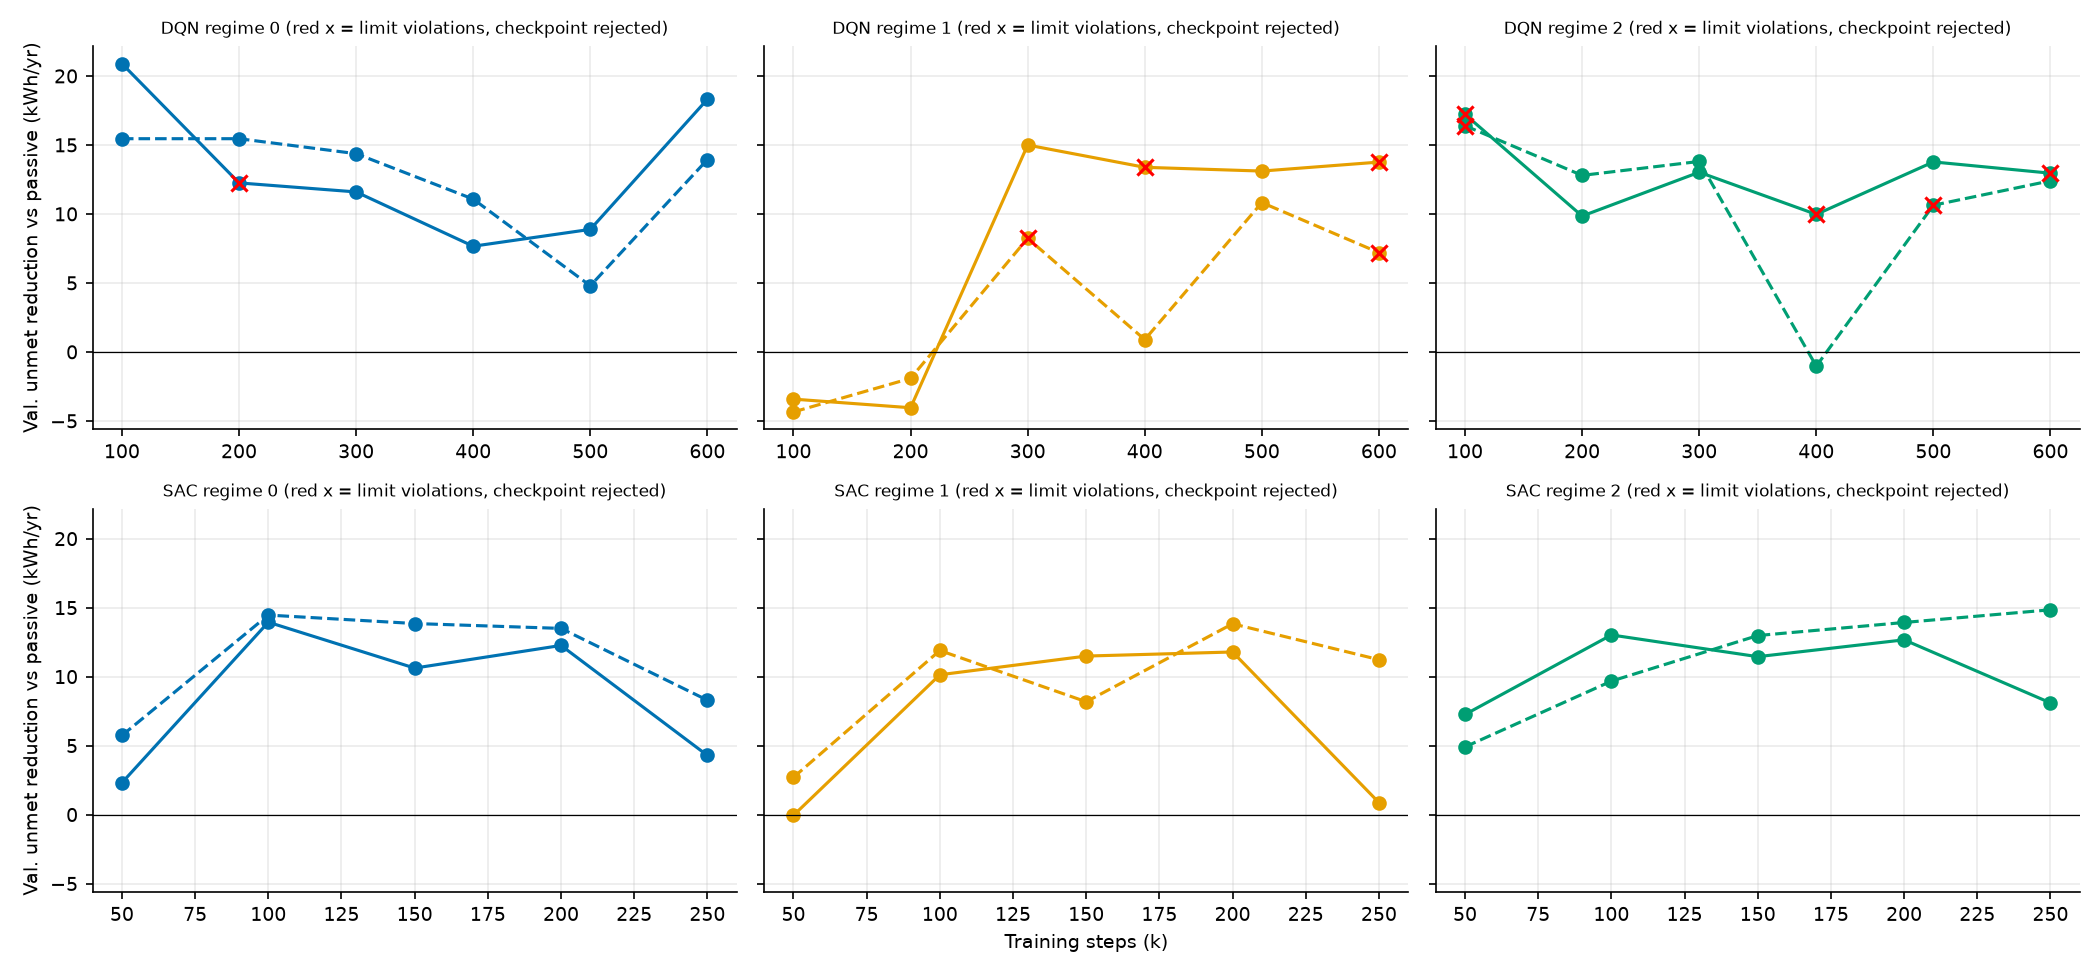 DQN regime 0 (red x = limit violations, checkpoint rejected)
DQN regime 1 (red x = limit violations, checkpoint rejected)
DQN regime 2 (red x = limit violations, checkpoint rejected)
Val. unmet reduction vs passive (kWh/yr)
20
15
10
5
0
−5
100 200 300 400 500 600
100 200 300 400 500 600
100 200 300 400 500 600
SAC regime 0 (red x = limit violations, checkpoint rejected)
SAC regime 1 (red x = limit violations, checkpoint rejected)
SAC regime 2 (red x = limit violations, checkpoint rejected)
Val. unmet reduction vs passive (kWh/yr)
20
15
10
5
0
−5
50 75 100 125 150 175 200 225 250
50 75 100 125 150 175 200 225 250
50 75 100 125 150 175 200 225 250
Training steps (k)